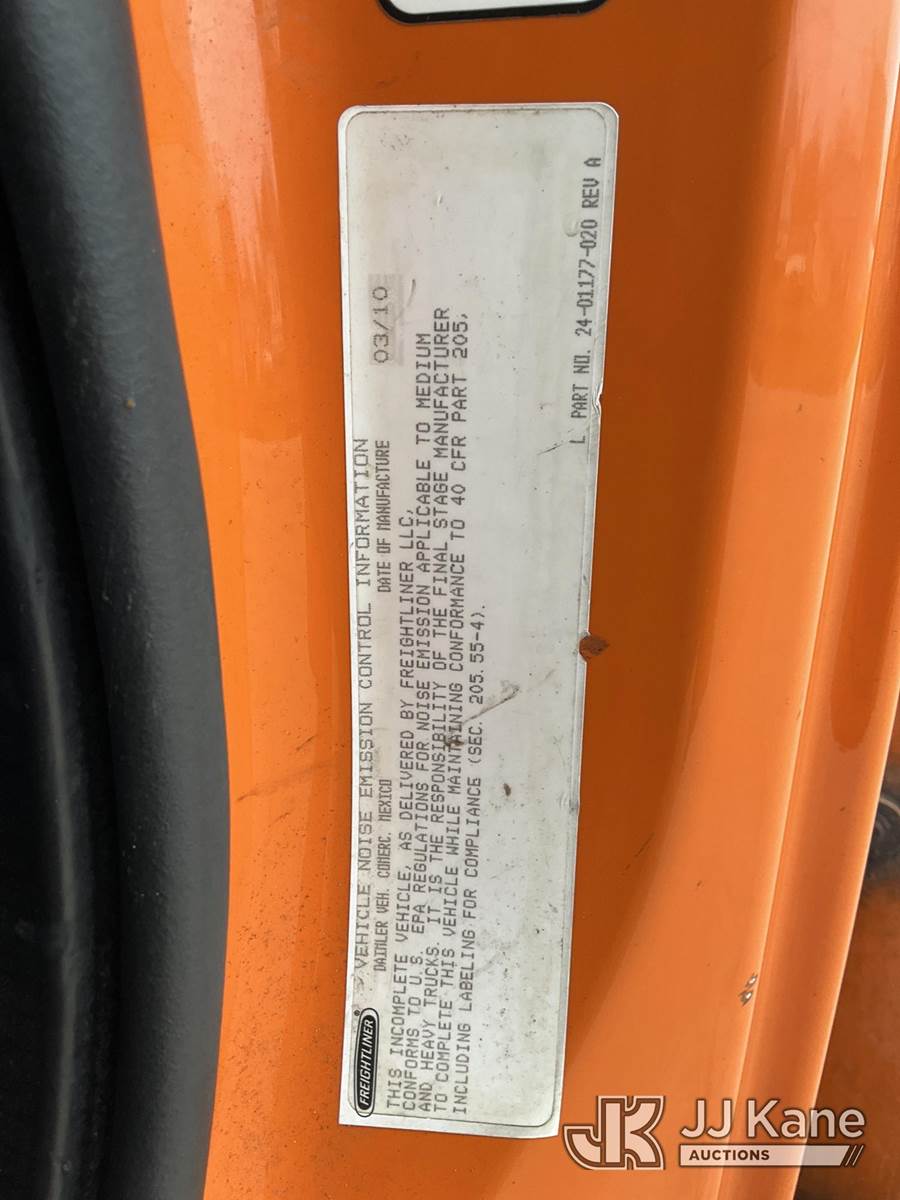 FREIGHTLINER®
VEHICLE NOISE EMISSION CONTROL INFORMATION
DAIMLER VEH. COMERC. MEXICO DATE OF MANUFACTURE 03/10
THIS INCOMPLETE VEHICLE, AS DELIVERED BY FREIGHTLINER LLC,
CONFORMS TO U.S. EPA REGULATIONS FOR NOISE EMISSION APPLICABLE TO MEDIUM
AND HEAVY TRUCKS. IT IS THE RESPONSIBILITY OF THE FINAL STAGE MANUFACTURER
TO COMPLETE THIS VEHICLE WHILE MAINTAINING CONFORMANCE TO 40 CFR PART 205,
INCLUDING LABELING FOR COMPLIANCE (SEC. 205.55-4).
L PART NO. 24-01177-020 REV A
JK JJ Kane
AUCTIONS